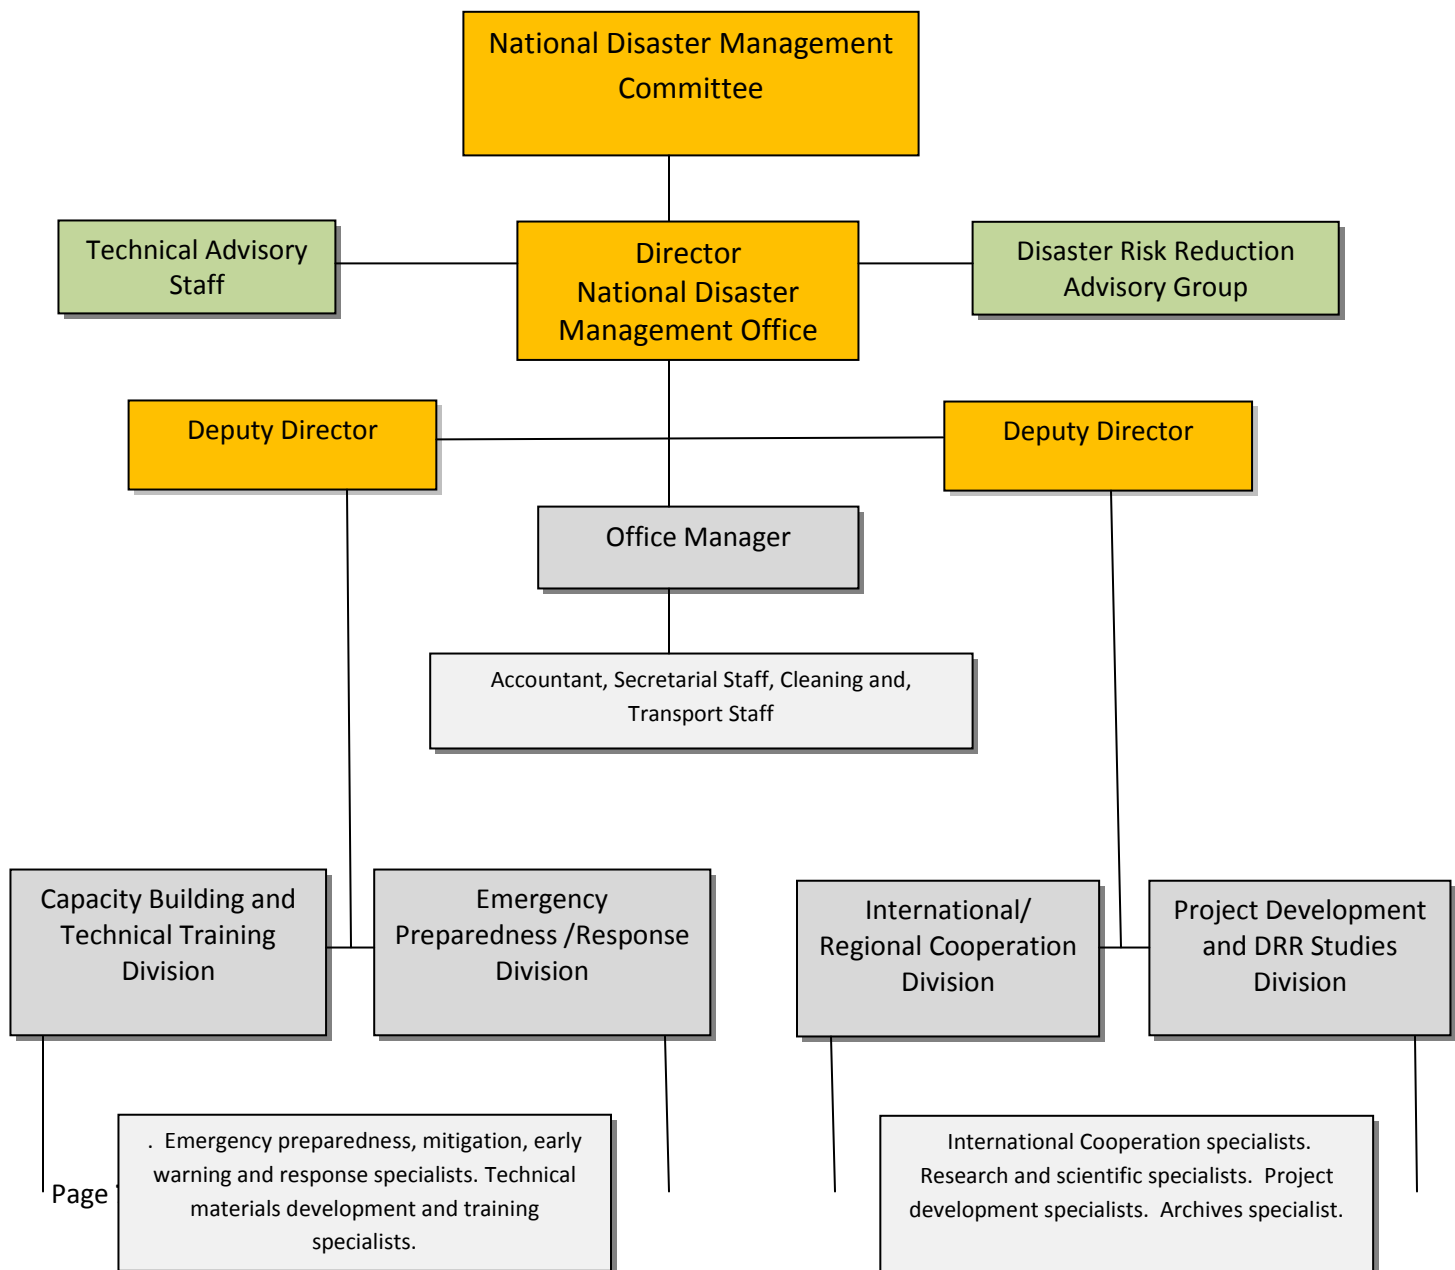 National Disaster Management
Committee
Technical Advisory
Staff
Director
National Disaster
Management Office
Disaster Risk Reduction
Advisory Group
Deputy Director
Deputy Director
Office Manager
Accountant, Secretarial Staff, Cleaning and,
Transport Staff
Capacity Building and
Technical Training
Division
Emergency
Preparedness /Response
Division
International/
Regional Cooperation
Division
Project Development
and DRR Studies
Division
. Emergency preparedness, mitigation, early
warning and response specialists. Technical
materials development and training
specialists.
International Cooperation specialists.
Research and scientific specialists. Project
development specialists. Archives specialist.
Page